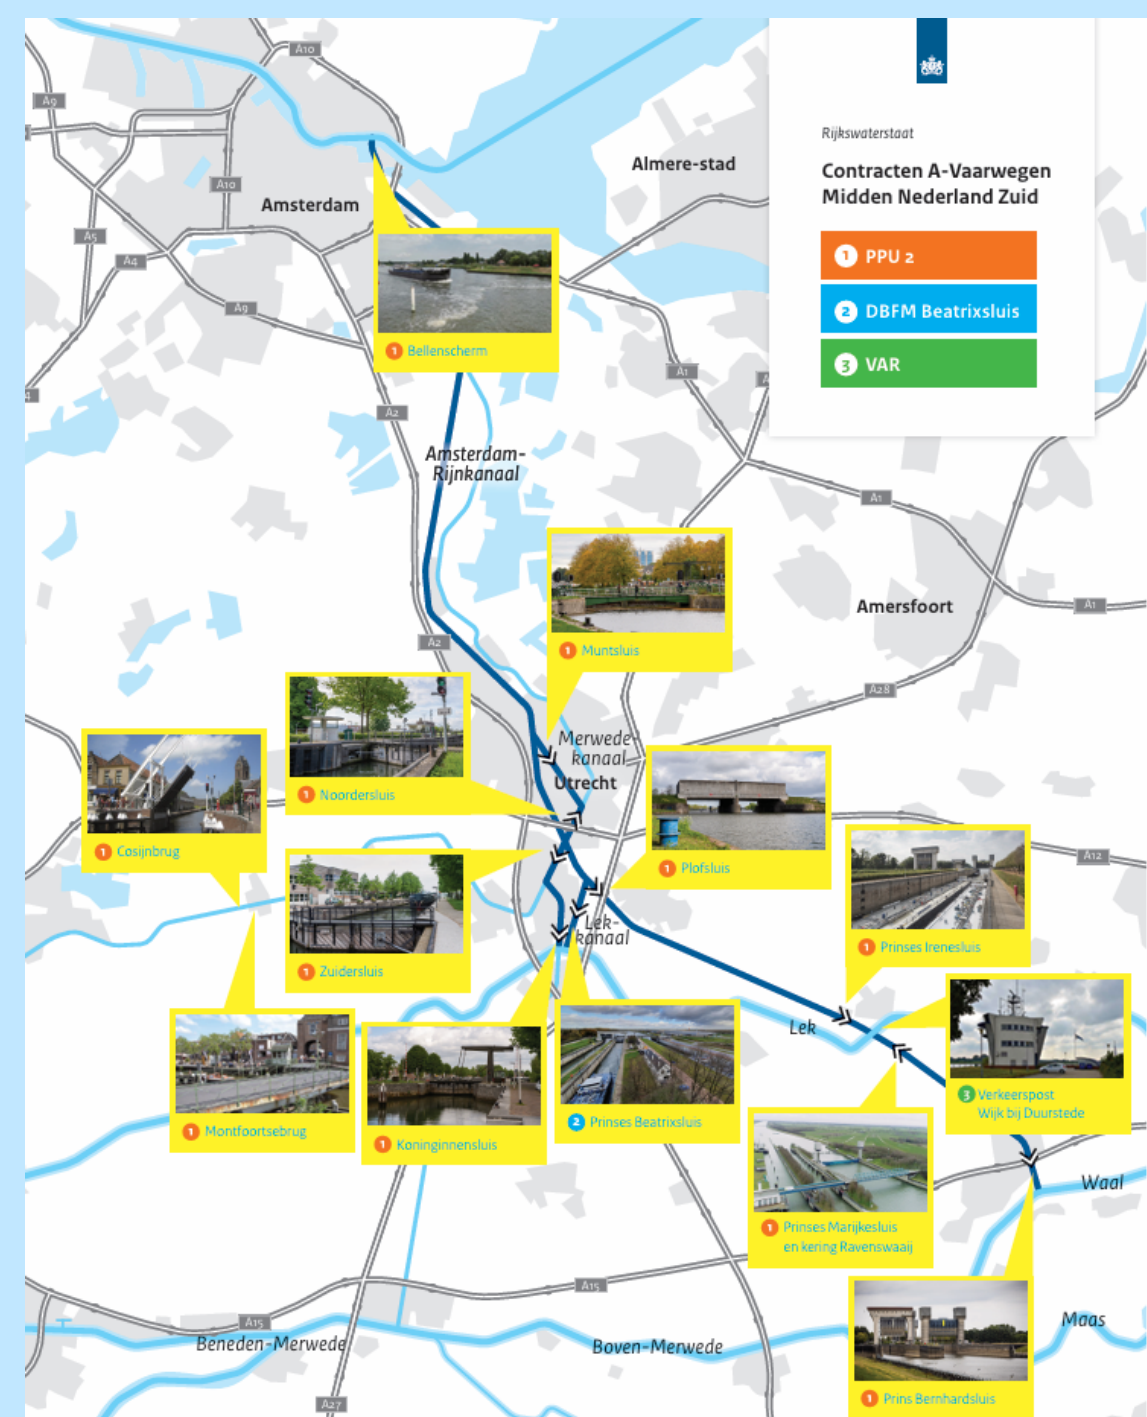 Rijkswaterstaat
Contracten A-Vaarwegen
Midden Nederland Zuid
1 PPU 2
2 DBFM Beatrixsluis
3 VAR
A10
A9
Almere-stad
A10
Amsterdam
A5
A4
A9
1 Bellenscherm
A1
A2
Amsterdam-
Rijnkanaal
A1
Amersfoort
A1
A2
1 Muntsluis
A28
Merwede-
kanaal
Utrecht
1 Noordersluis
1 Cosijnbrug
1 Plofsluis
A12
Lek-
kanaal
1 Prinses Irenesluis
1 Zuidersluis
Lek
3 Verkeerspost
Wijk bij Duurstede
1 Montfoortsebrug
1 Koninginnensluis
2 Prinses Beatrixsluis
Waal
1 Prinses Marijkesluis
en kering Ravenswaaij
A15
A15
Beneden-Merwede
Boven-Merwede
Maas
A27
1 Prins Bernhardsluis